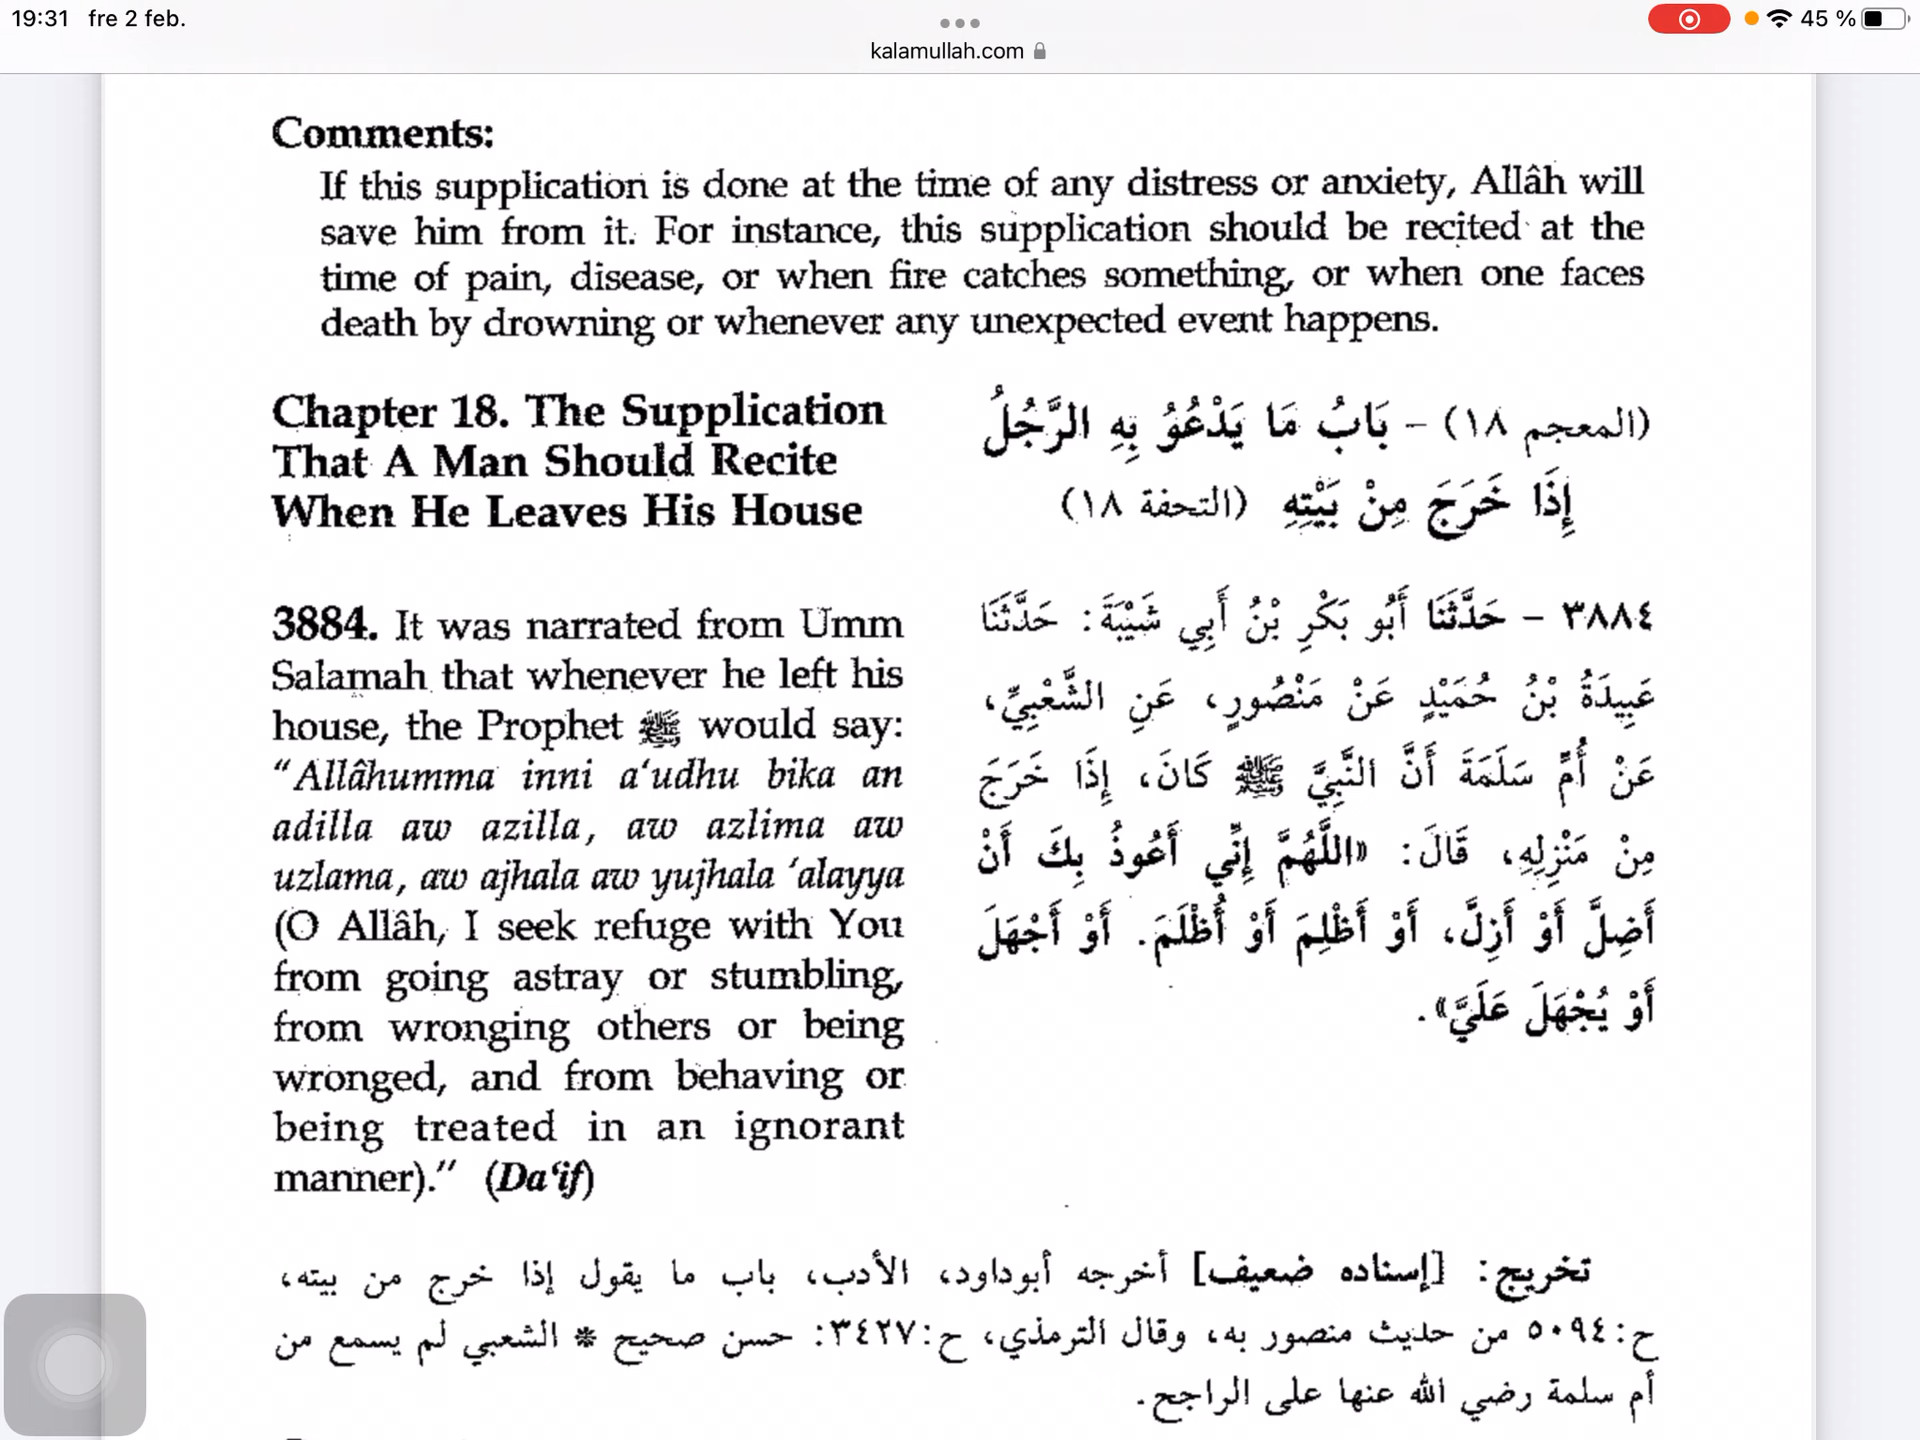 19:31 fre 2 feb.
45 %
kalamullah.com
Comments:
If this supplication is done at the time of any distress or anxiety, Allâh will
save him from it. For instance, this supplication should be recited at the
time of pain, disease, or when fire catches something, or when one faces
death by drowning or whenever any unexpected event happens.
Chapter 18. The Supplication
That A Man Should Recite
When He Leaves His House
(المعجم ١٨) - بَابُ مَا يَدْعُوُ بِهِ الرَّجُلُ
إِذَا خَرَجَ مِنْ بَيْتِهِ (التحفة ١٨)
3884. It was narrated from Umm
Salamah that whenever he left his
house, the Prophet ﷺ would say:
“Allâhumma inni a‘udhu bika an
adilla aw azilla, aw azlima aw
uzlama, aw ajhala aw yujhala ‘alayya
(O Allâh, I seek refuge with You
from going astray or stumbling,
from wronging others or being
wronged, and from behaving or
being treated in an ignorant
manner).” (Da‘if)
٣٨٨٤ - حَدَّثَنَا أَبُو بَكْرِ بْنُ أَبِي شَيْبَةَ: حَدَّثَنَا
عَبِيدَةُ بْنُ حُمَيْدٍ عَنْ مَنْصُورٍ، عَنِ الشَّعْبِيِّ،
عَنْ أُمِّ سَلَمَةَ أَنَّ النَّبِيَّ ﷺ كَانَ، إِذَا خَرَجَ
مِنْ مَنْزِلِهِ، قَالَ: «اللَّهُمَّ إِنِّي أَعُوذُ بِكَ أَنْ
أَضِلَّ أَوْ أَزِلَّ، أَوْ أَظْلِمَ أَوْ أُظْلَمَ. أَوْ أَجْهَلَ
أَوْ يُجْهَلَ عَلَيَّ».
تخريج: [إسناده ضعيف] أخرجه أبوداود، الأدب، باب ما يقول إذا خرج من بيته،
ح:٥٠٩٤ من حديث منصور به، وقال الترمذي، ح:٣٤٢٧: حسن صحيح * الشعبي لم يسمع من
أم سلمة رضي الله عنها على الراجح.